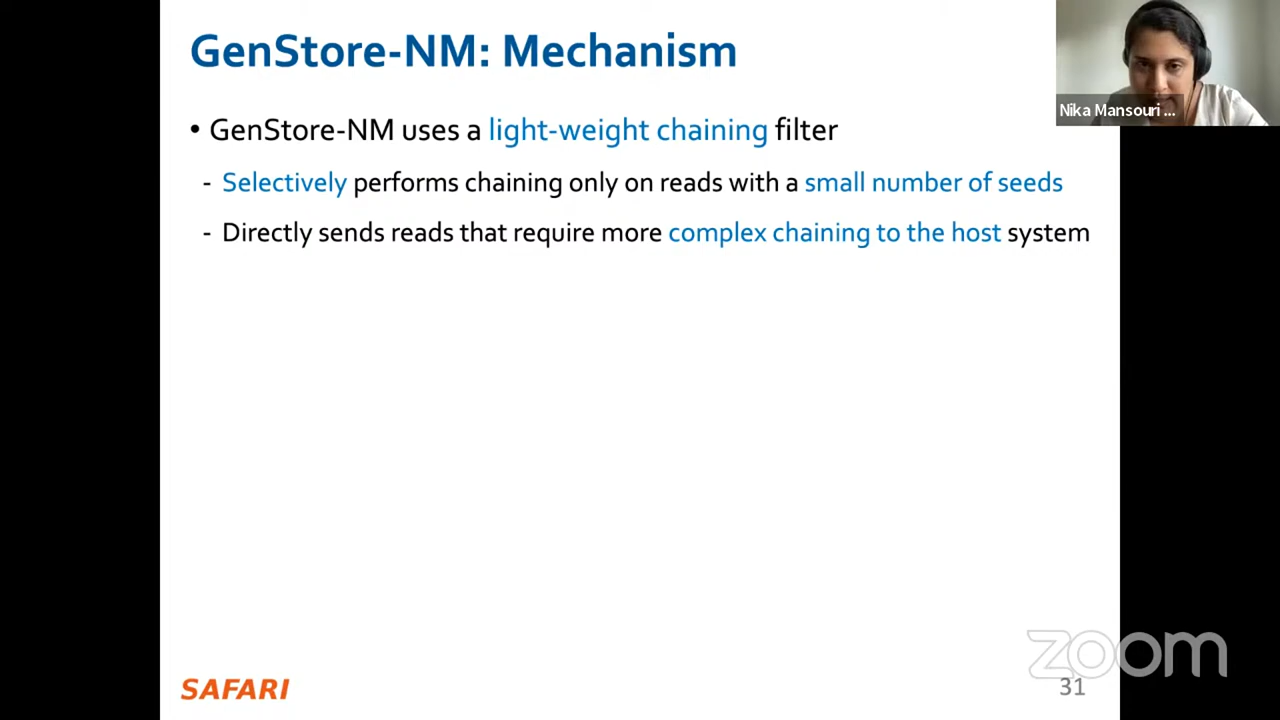 GenStore-NM: Mechanism
Nika Mansouri ...
• GenStore-NM uses a light-weight chaining filter
- Selectively performs chaining only on reads with a small number of seeds
- Directly sends reads that require more complex chaining to the host system
zoom
SAFARI
31